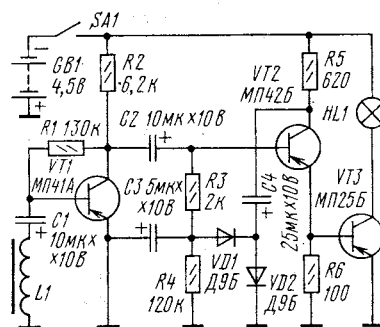 SA1
GB1
4,5В
R2
6,2к
VT2
МП42Б
R5
620
HL1
C2 10мк×10В
R1 130к
VT1
МП41А
C3 5мк×
×10В
R3
2к
C4
25мк×10В
VT3
МП25Б
C1
10мк×
×10В
L1
R4
120к
VD1
Д9Б
VD2
Д9Б
R6
100